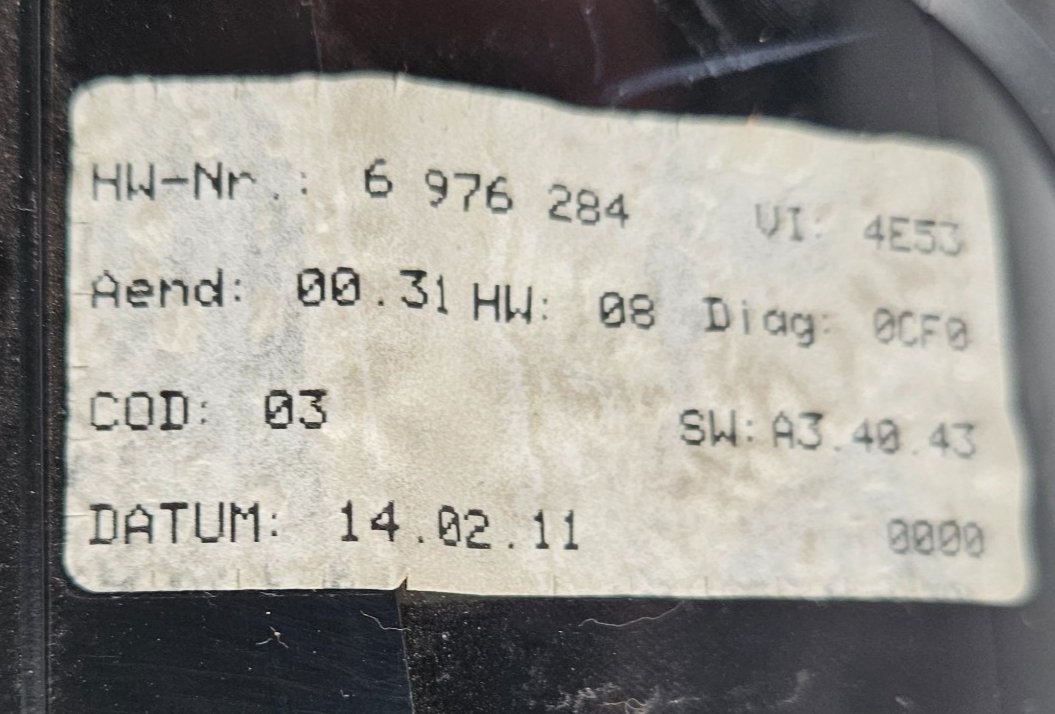 HW-Nr.: 6 976 284 VI: 4E53
Aend: 00.31 HW: 08 Diag: 0CF0
COD: 03 SW: A3.40.43
DATUM: 14.02.11 0000